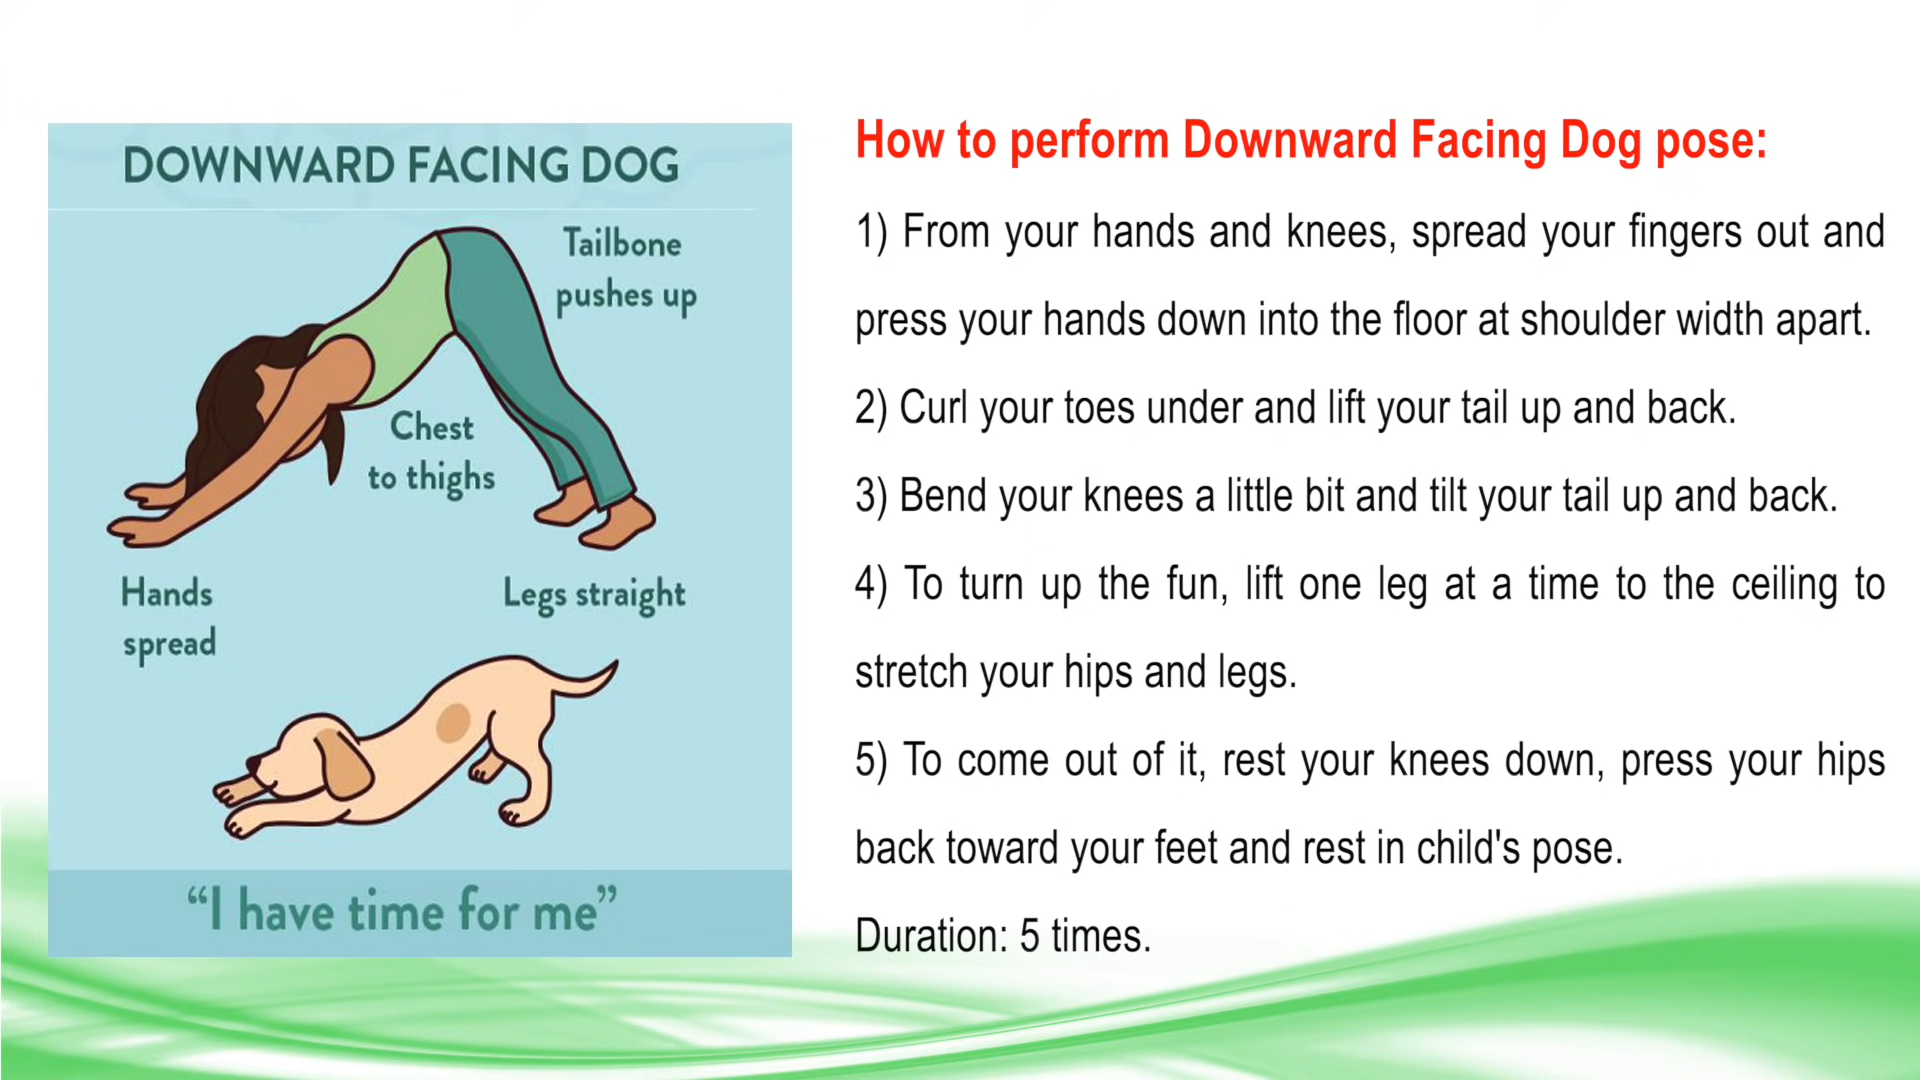 DOWNWARD FACING DOG
Tailbone
pushes up
Chest
to thighs
Hands
spread
Legs straight
“I have time for me”
How to perform Downward Facing Dog pose:
1) From your hands and knees, spread your fingers out and
press your hands down into the floor at shoulder width apart.
2) Curl your toes under and lift your tail up and back.
3) Bend your knees a little bit and tilt your tail up and back.
4) To turn up the fun, lift one leg at a time to the ceiling to
stretch your hips and legs.
5) To come out of it, rest your knees down, press your hips
back toward your feet and rest in child's pose.
Duration: 5 times.